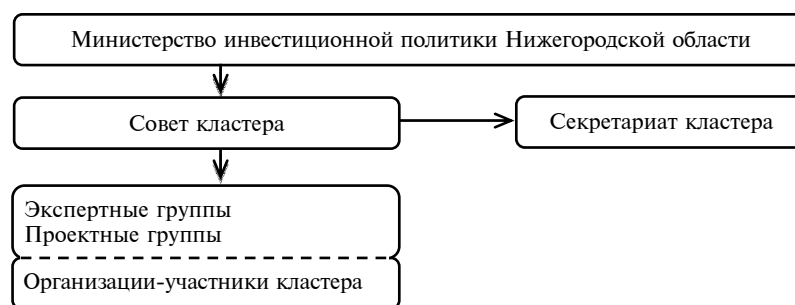 Министерство инвестиционной политики Нижегородской области
Совет кластера
Секретариат кластера
Экспертные группы
Проектные группы
Организации-участники кластера